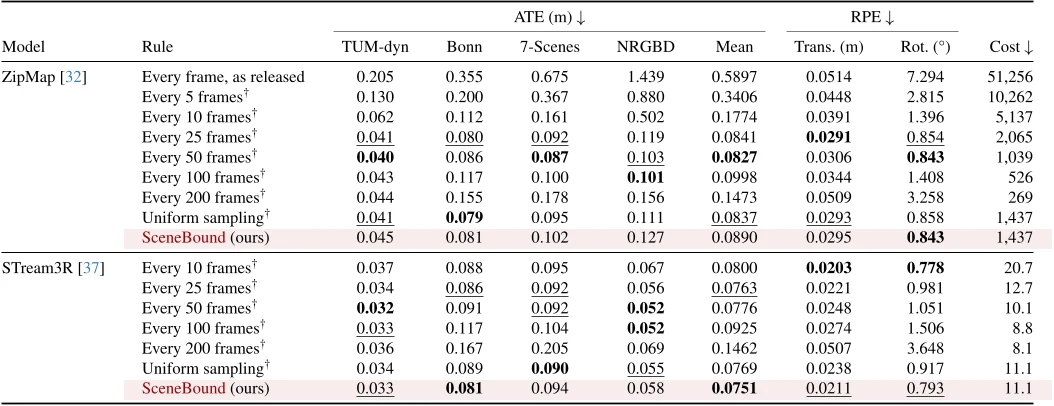 ATE (m) ↓ RPE ↓
Model Rule TUM-dyn Bonn 7-Scenes NRGBD Mean Trans. (m) Rot. (°) Cost ↓
ZipMap [32] Every frame, as released 0.205 0.355 0.675 1.439 0.5897 0.0514 7.294 51,256
Every 5 frames† 0.130 0.200 0.367 0.880 0.3406 0.0448 2.815 10,262
Every 10 frames† 0.062 0.112 0.161 0.502 0.1774 0.0391 1.396 5,137
Every 25 frames† 0.041 0.080 0.092 0.119 0.0841 0.0291 0.854 2,065
Every 50 frames† 0.040 0.086 0.087 0.103 0.0827 0.0306 0.843 1,039
Every 100 frames† 0.043 0.117 0.100 0.101 0.0998 0.0344 1.408 526
Every 200 frames† 0.044 0.155 0.178 0.156 0.1473 0.0509 3.258 269
Uniform sampling† 0.041 0.079 0.095 0.111 0.0837 0.0293 0.858 1,437
SceneBound (ours) 0.045 0.081 0.102 0.127 0.0890 0.0295 0.843 1,437
STream3R [37] Every 10 frames† 0.037 0.088 0.095 0.067 0.0800 0.0203 0.778 20.7
Every 25 frames† 0.034 0.086 0.092 0.056 0.0763 0.0221 0.981 12.7
Every 50 frames† 0.032 0.091 0.092 0.052 0.0776 0.0248 1.051 10.1
Every 100 frames† 0.033 0.117 0.104 0.052 0.0925 0.0274 1.506 8.8
Every 200 frames† 0.036 0.167 0.205 0.069 0.1462 0.0507 3.648 8.1
Uniform sampling† 0.034 0.089 0.090 0.055 0.0769 0.0238 0.917 11.1
SceneBound (ours) 0.033 0.081 0.094 0.058 0.0751 0.0211 0.793 11.1